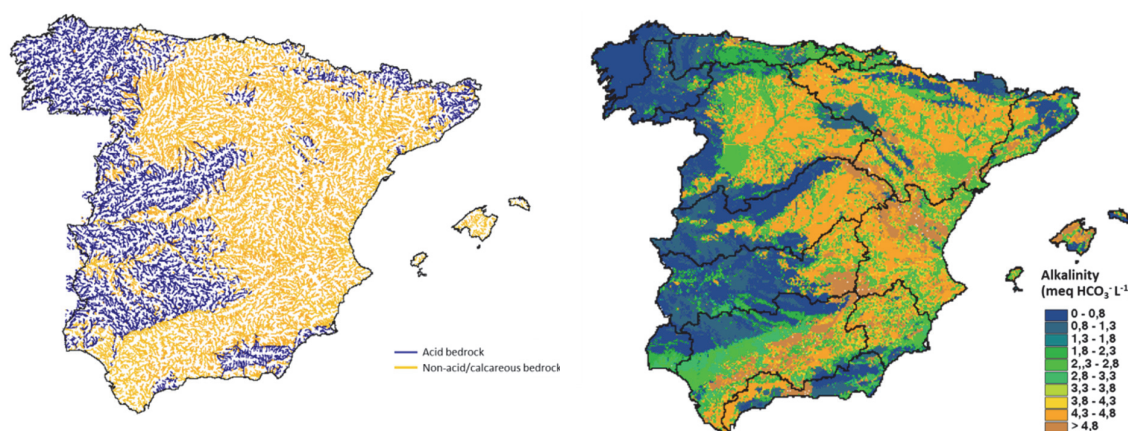 Acid bedrock
Non-acid/calcareous bedrock
Alkalinity
(meq HCO₃⁻ L⁻¹
0 - 0,8
0,8 - 1,3
1,3 - 1,8
1,8 - 2,3
2,,3 - 2,8
2,8 - 3,3
3,3 - 3,8
3,8 - 4,3
4,3 - 4,8
> 4,8